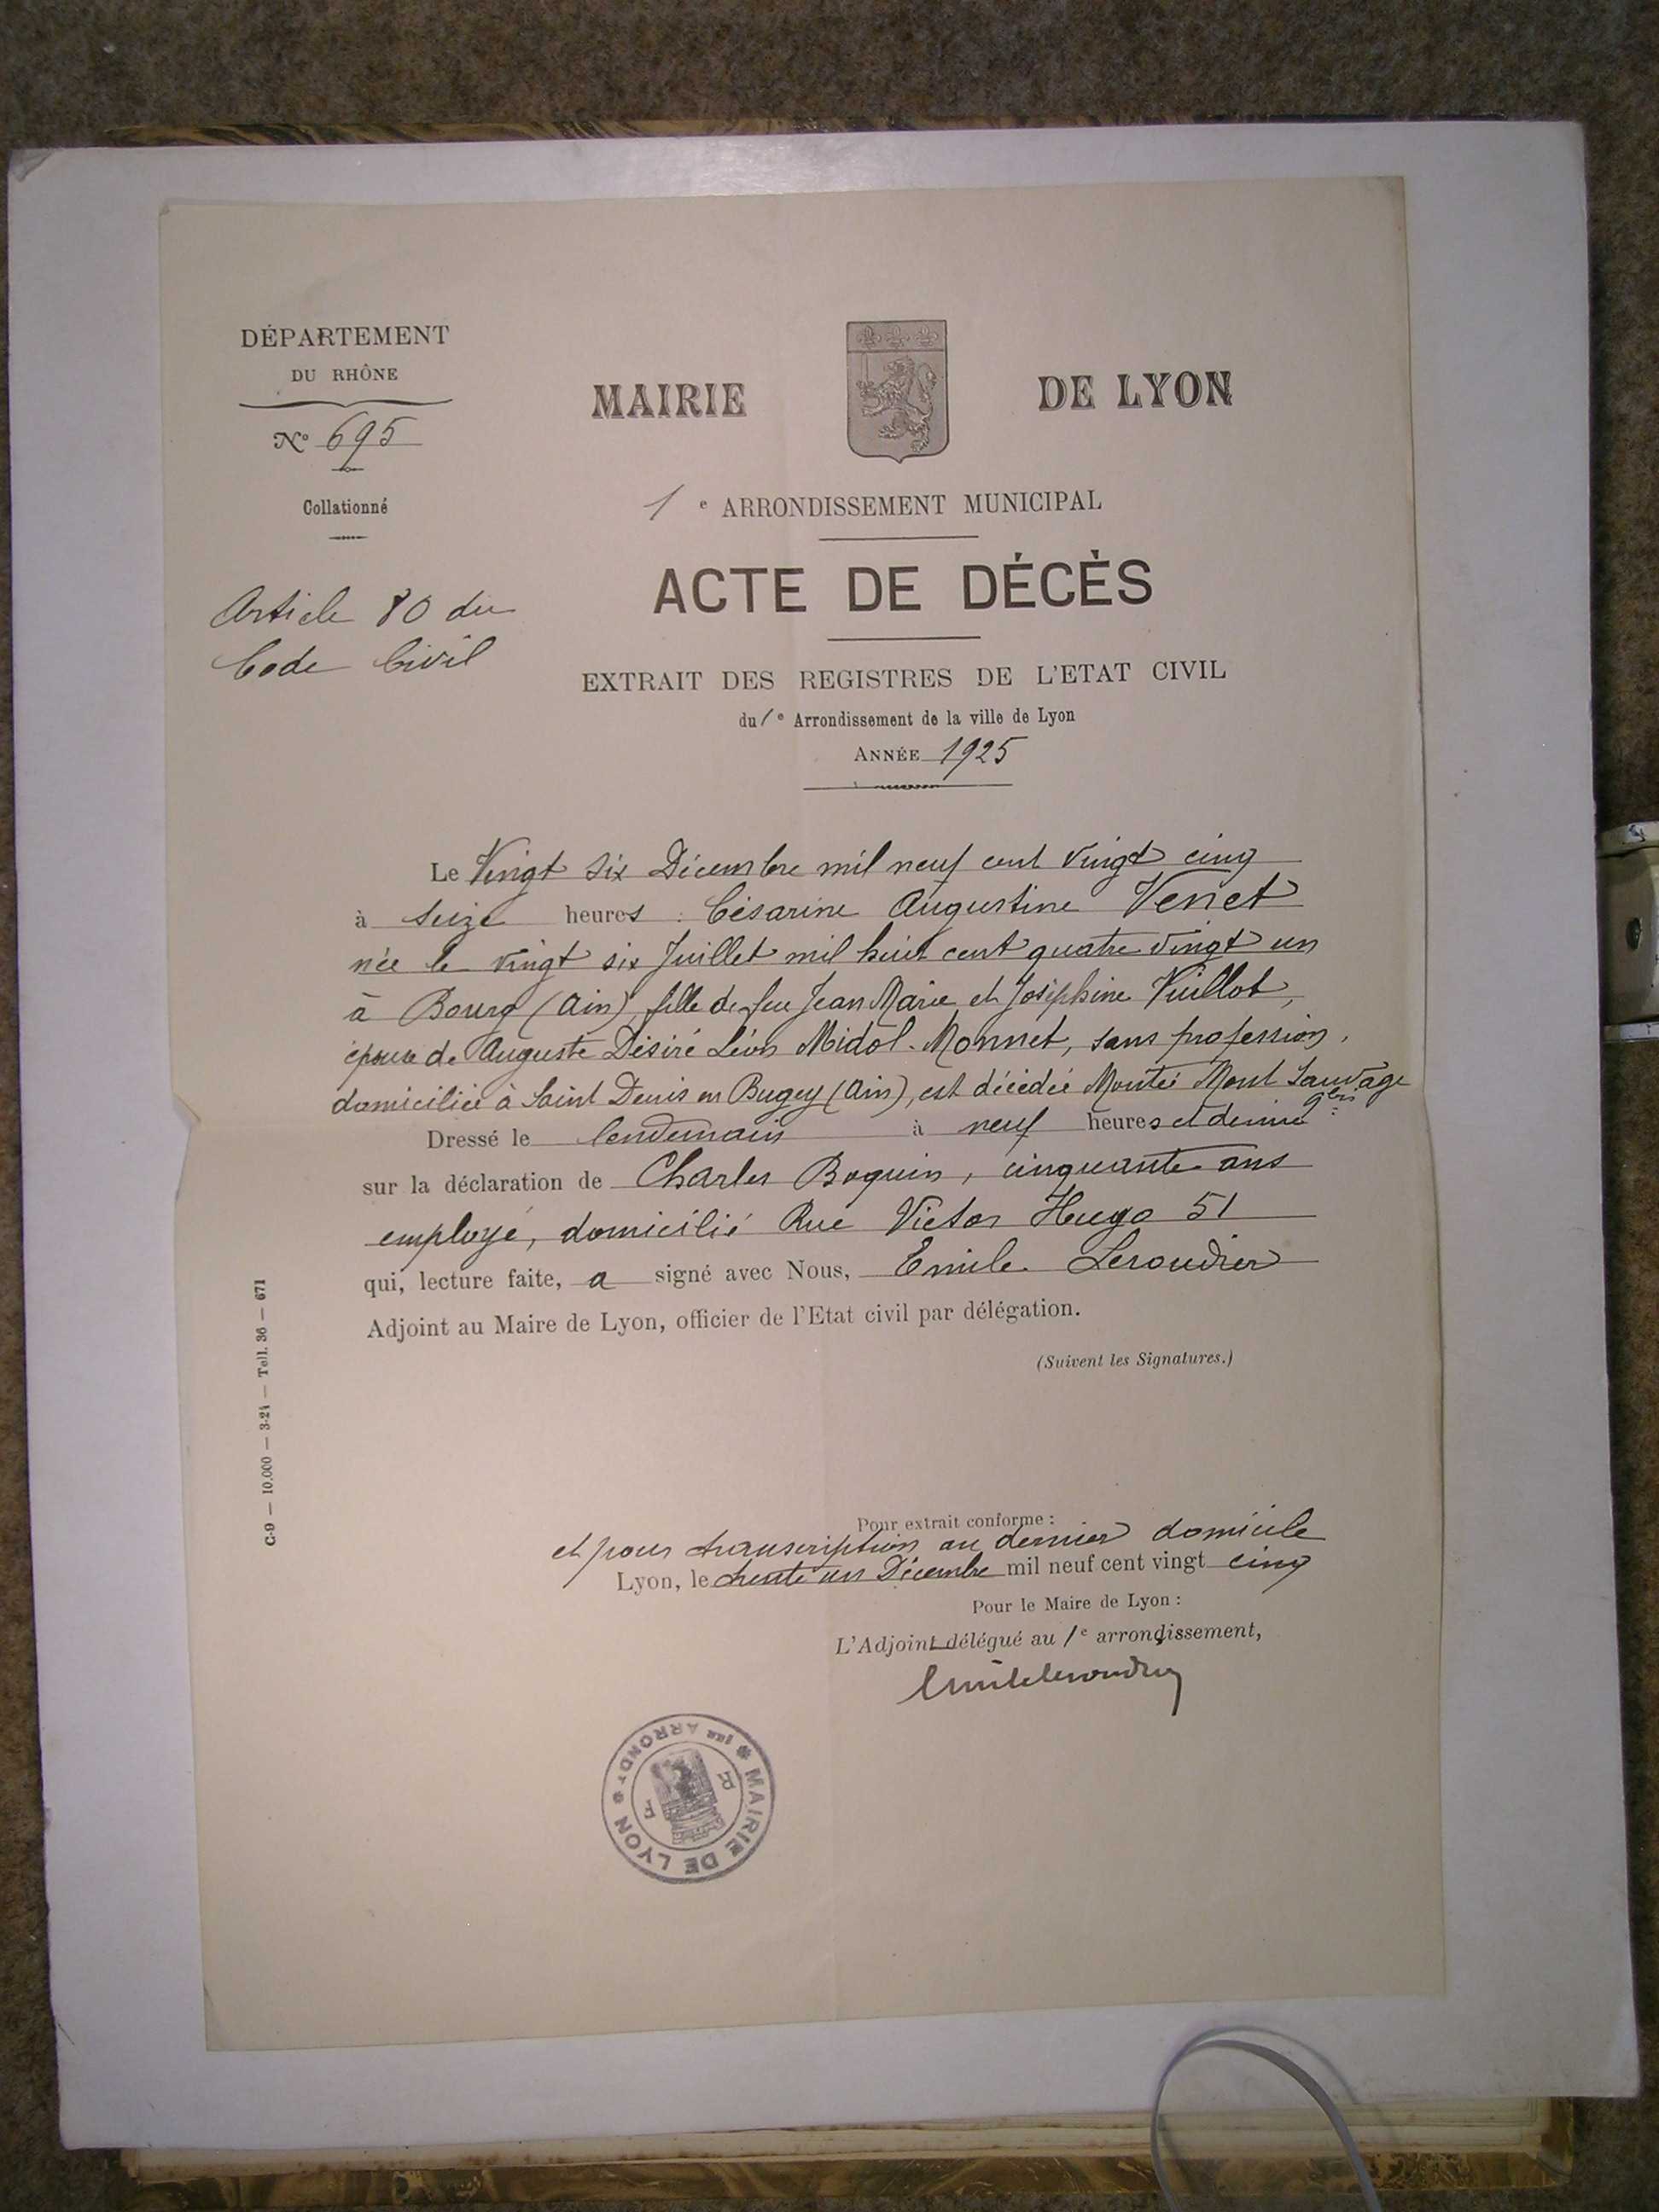 DÉPARTEMENT
DU RHÔNE
N° 695
Collationné
Article 80 du
Code Civil
MAIRIE DE LYON
1 e ARRONDISSEMENT MUNICIPAL
ACTE DE DÉCÈS
EXTRAIT DES REGISTRES DE L'ETAT CIVIL
du 1e Arrondissement de la ville de Lyon
ANNÉE 1925
Le Vingt six Décembre mil neuf cent vingt cinq
à seize heures : Césarine Augustine Venet
née le vingt six Juillet mil huit cent quatre vingt un
à Bourg (Ain), fille de feu Jean Marie et Joséphine Vuillot,
épouse de Auguste Désiré Léon Midol-Monnet, sans profession,
domiciliée à Saint Denis en Bugey (Ain), est décédée Montée Mont Sauvage
Dressé le lendemain à neuf heures et demie
sur la déclaration de Charles Boguin, cinquante ans
employé, domicilié Rue Victor Hugo 51
qui, lecture faite, a signé avec Nous, Emile Leroudier
Adjoint au Maire de Lyon, officier de l'Etat civil par délégation.
(Suivent les Signatures.)
C-9 — 10.000 — 3-24 — Tell. 36 — 671
Pour extrait conforme :
et pour transcription au dernier domicile
Lyon, le trente un Décembre mil neuf cent vingt cinq
Pour le Maire de Lyon :
L'Adjoint délégué au 1e arrondissement,
Emile Leroudier
MAIRIE DE LYON
1ER ARRONDT